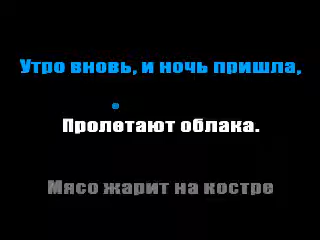 Утро вновь, и ночь пришла,
Пролетают облака.
Мясо жарит на костре